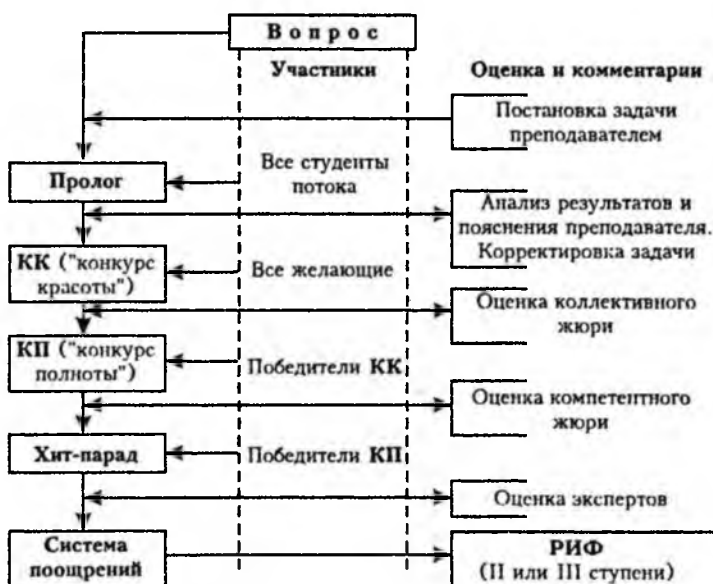 Вопрос
Участники
Оценка и комментарии
Постановка задачи
преподавателем
Все студенты
потока
Пролог
Анализ результатов и
пояснения преподавателя.
Корректировка задачи
КК ("конкурс
красоты")
Все желающие
Оценка коллективного
жюри
КП ("конкурс
полноты")
Победители КК
Оценка компетентного
жюри
Хит-парад
Победители КП
Оценка экспертов
Система
поощрений
РИФ
(II или III ступени)